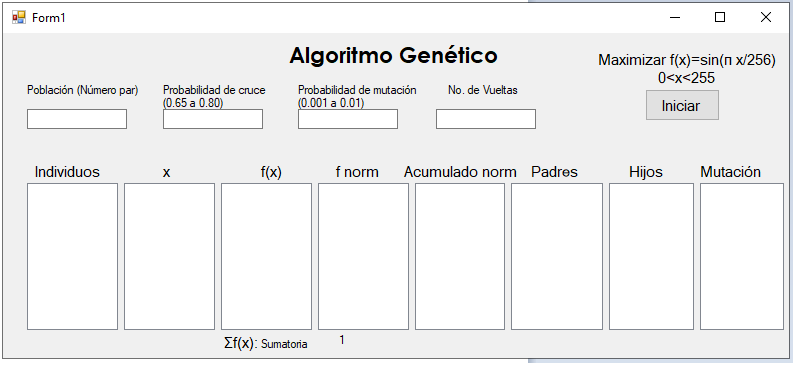 Form1
Algoritmo Genético
Maximizar f(x)=sin(π x/256)
0<x<255
Población (Número par)
Probabilidad de cruce
(0.65 a 0.80)
Probabilidad de mutación
(0.001 a 0.01)
No. de Vueltas
Iniciar
Individuos
x
f(x)
f norm
Acumulado norm
Padres
Hijos
Mutación
Σf(x): Sumatoria
1